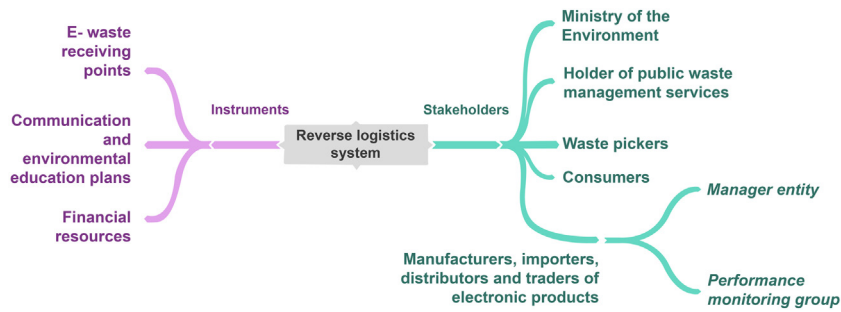 E- waste
receiving
points
Communication
and
environmental
education plans
Financial
resources
Instruments
Reverse logistics
system
Stakeholders
Ministry of the
Environment
Holder of public waste
management services
Waste pickers
Consumers
Manufacturers, importers,
distributors and traders of
electronic products
Manager entity
Performance
monitoring group